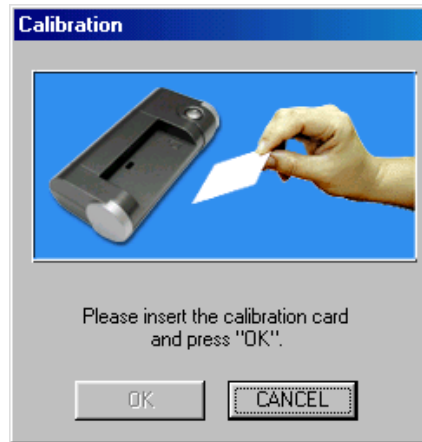 Calibration
Please insert the calibration card
and press "OK".
OK
CANCEL